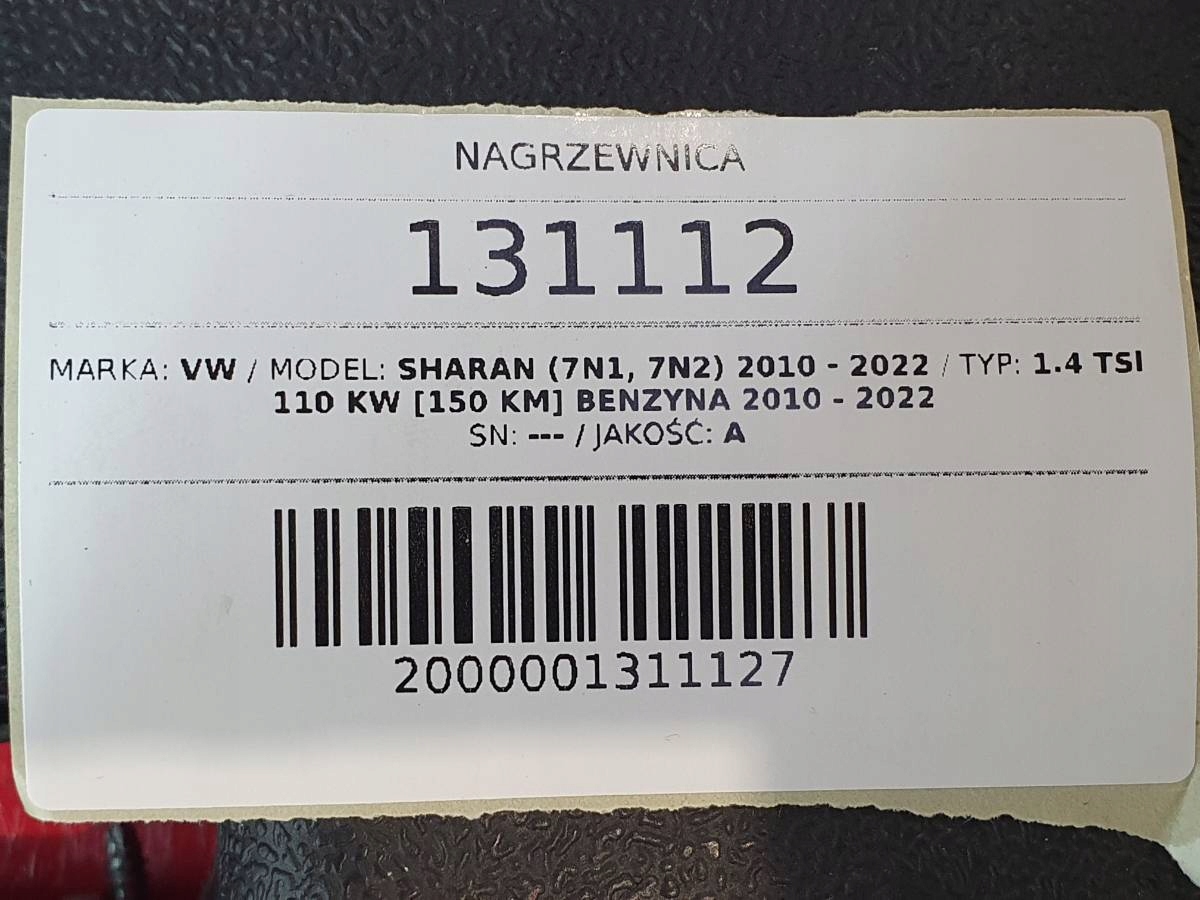 NAGRZEWNICA
131112
MARKA: VW / MODEL: SHARAN (7N1, 7N2) 2010 - 2022 / TYP: 1.4 TSI
110 KW [150 KM] BENZYNA 2010 - 2022
SN: --- / JAKOŚĆ: A
2000001311127